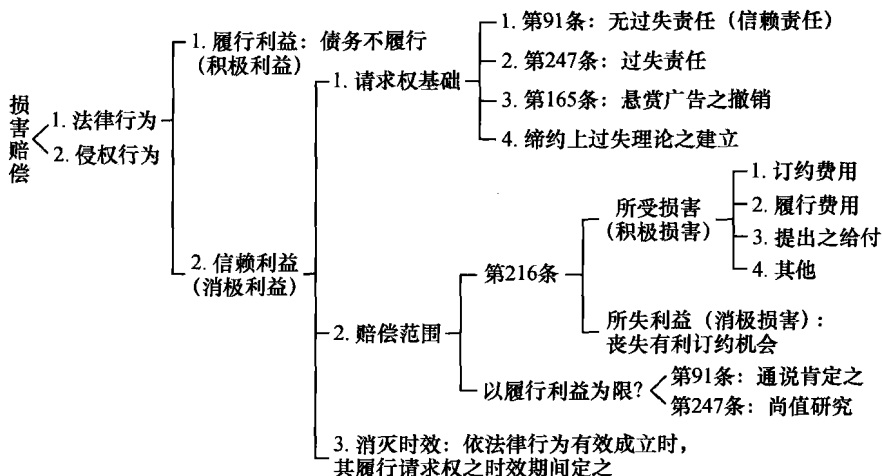 损害赔偿
1. 法律行为
2. 侵权行为
1. 履行利益：债务不履行
（积极利益）
2. 信赖利益
（消极利益）
1. 请求权基础
1. 第91条：无过失责任（信赖责任）
2. 第247条：过失责任
3. 第165条：悬赏广告之撤销
4. 缔约上过失理论之建立
2. 赔偿范围
第216条
所受损害
（积极损害）
1. 订约费用
2. 履行费用
3. 提出之给付
4. 其他
所失利益（消极损害）：
丧失有利订约机会
以履行利益为限？
第91条：通说肯定之
第247条：尚值研究
3. 消灭时效：依法律行为有效成立时，
其履行请求权之时效期间定之